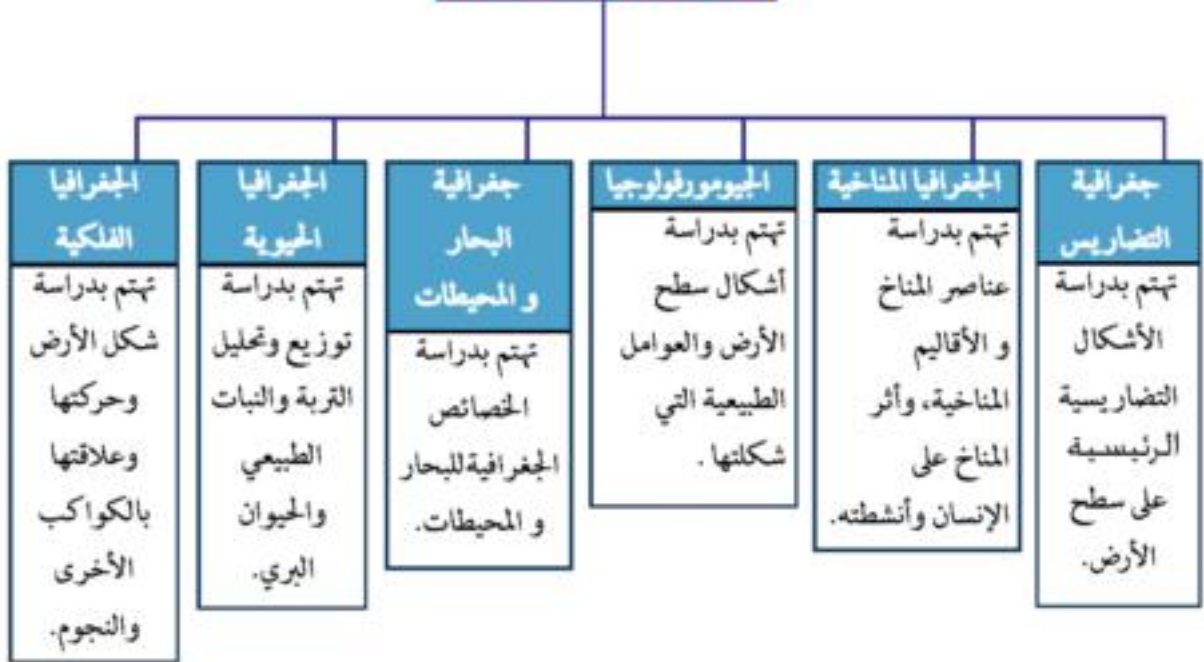 جغرافية
التضاريس
تهتم بدراسة
الأشكال
التضاريسية
الرئيسية
على سطح
الأرض.
الجغرافيا المناخية
تهتم بدراسة
عناصر المناخ
و الأقاليم
المناخية، وأثر
المناخ على
الإنسان وأنشطته.
الجيومورفولوجيا
تهتم بدراسة
أشكال سطح
الأرض والعوامل
الطبيعية التي
شكلتها .
جغرافية
البحار
و المحيطات
تهتم بدراسة
الخصائص
الجغرافية للبحار
و المحيطات.
الجغرافيا
الحيوية
تهتم بدراسة
توزيع وتحليل
التربة والنبات
الطبيعي
والحيوان
البري.
الجغرافيا
الفلكية
تهتم بدراسة
شكل الأرض
وحركتها
وعلاقتها
بالكواكب
الأخرى
والنجوم.